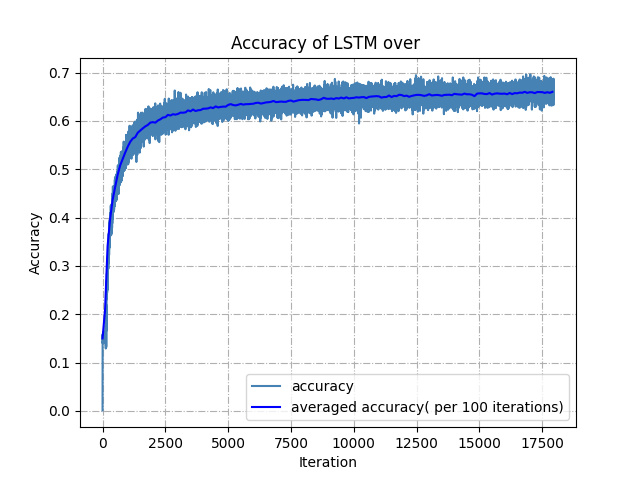 Accuracy of LSTM over
Accuracy
0.7
0.6
0.5
0.4
0.3
0.2
0.1
0.0
accuracy
averaged accuracy( per 100 iterations)
0 2500 5000 7500 10000 12500 15000 17500
Iteration